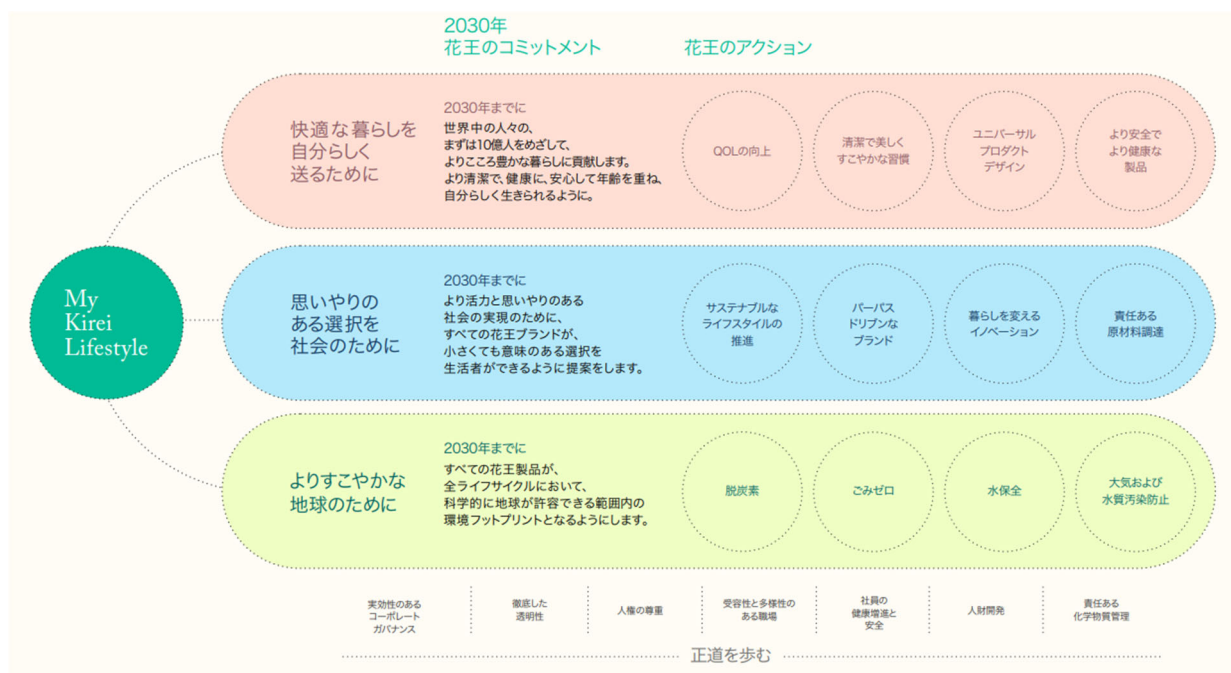 2030年
花王のコミットメント
花王のアクション
My
Kirei
Lifestyle
快適な暮らしを
自分らしく
送るために
2030年までに
世界中の人々の、
まずは10億人をめざして、
よりこころ豊かな暮らしに貢献します。
より清潔で、健康に、安心して年齢を重ね、
自分らしく生きられるように。
QOLの向上
清潔で美しく
すこやかな習慣
ユニバーサル
プロダクト
デザイン
より安全で
より健康な
製品
思いやりの
ある選択を
社会のために
2030年までに
より活力と思いやりのある
社会の実現のために、
すべての花王ブランドが、
小さくても意味のある選択を
生活者ができるように提案をします。
サステナブルな
ライフスタイルの
推進
パーパス
ドリブンな
ブランド
暮らしを変える
イノベーション
責任ある
原材料調達
よりすこやかな
地球のために
2030年までに
すべての花王製品が、
全ライフサイクルにおいて、
科学的に地球が許容できる範囲内の
環境フットプリントとなるようにします。
脱炭素
ごみゼロ
水保全
大気および
水質汚染防止
実効性のある
コーポレート
ガバナンス
徹底した
透明性
人権の尊重
受容性と多様性の
ある職場
社員の
健康増進と
安全
人財開発
責任ある
化学物質管理
正道を歩む